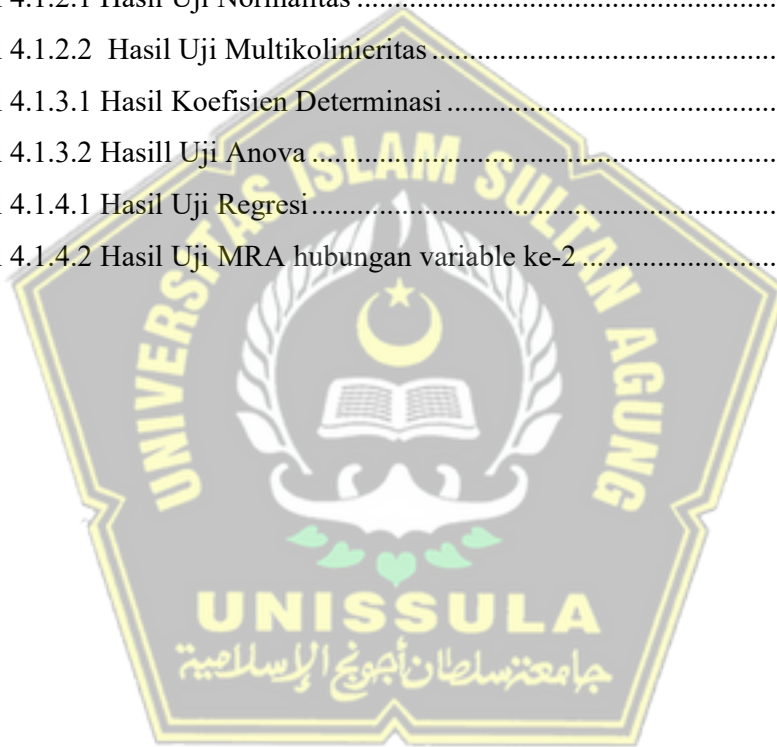 4.1.2.1 Hasil Uji Normalitas ....................
4.1.2.2 Hasil Uji Multikolinieritas ....................
4.1.3.1 Hasil Koefisien Determinasi ....................
4.1.3.2 Hasill Uji Anova ....................
4.1.4.1 Hasil Uji Regresi ....................
4.1.4.2 Hasil Uji MRA hubungan variable ke-2 ....................
UNIVERSITAS ISLAM SULTAN AGUNG
UNISSULA
جامعة سلطان أجونج الإسلامية